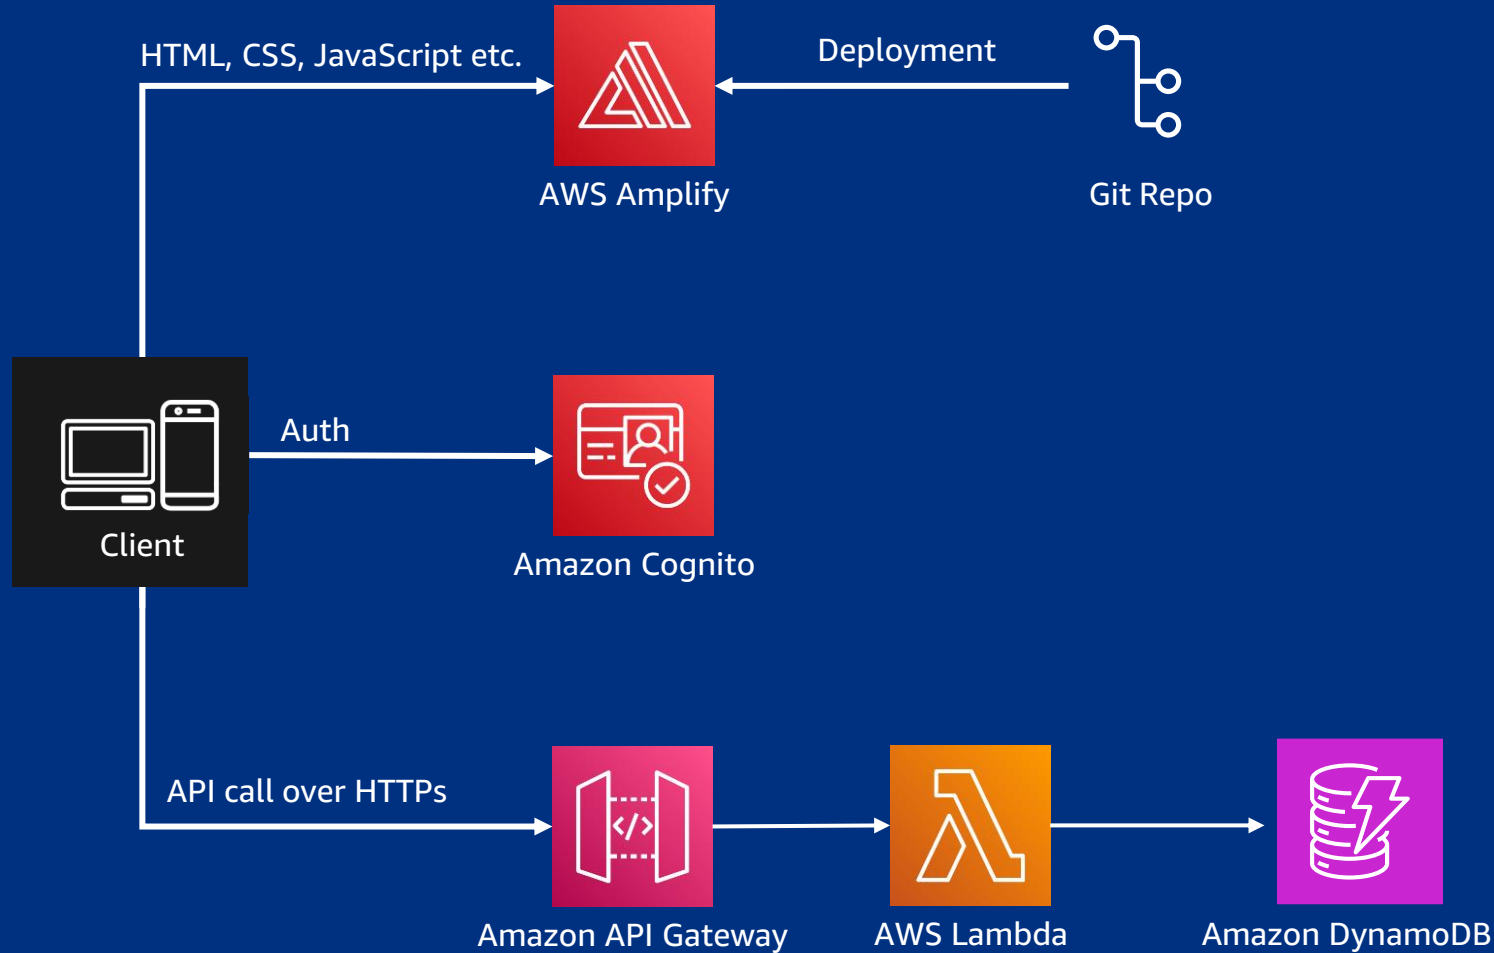 HTML, CSS, JavaScript etc.
Deployment
AWS Amplify
Git Repo
Auth
Client
Amazon Cognito
API call over HTTPs
</>
Amazon API Gateway
AWS Lambda
Amazon DynamoDB